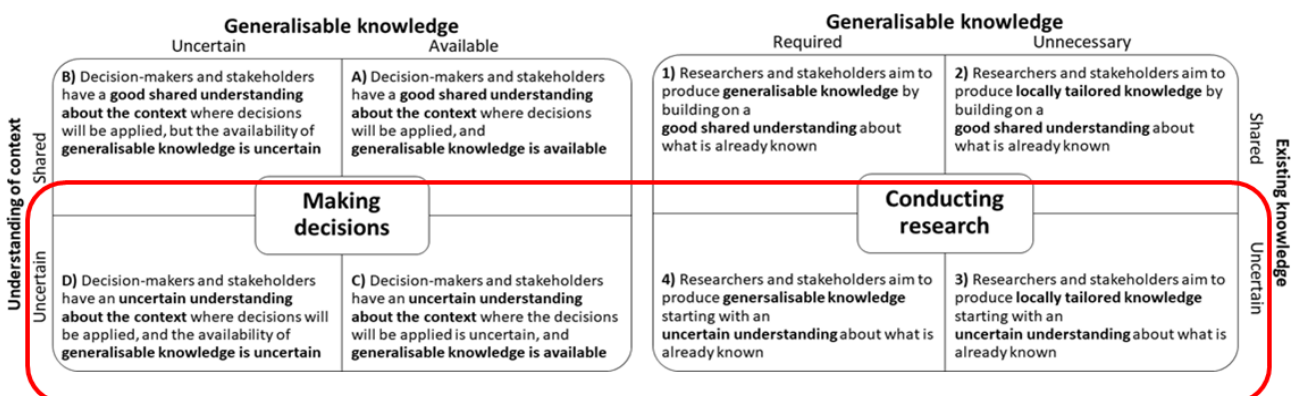 Generalisable knowledge
Uncertain
Available
Understanding of context
Shared
Uncertain
B) Decision-makers and stakeholders
have a good shared understanding
about the context where decisions
will be applied, but the availability of
generalisable knowledge is uncertain
A) Decision-makers and stakeholders
have a good shared understanding
about the context where decisions
will be applied, and
generalisable knowledge is available
Making
decisions
D) Decision-makers and stakeholders
have an uncertain understanding
about the context where decisions will
be applied, and the availability of
generalisable knowledge is uncertain
C) Decision-makers and stakeholders
have an uncertain understanding
about the context where the decisions
will be applied is uncertain, and
generalisable knowledge is available
Generalisable knowledge
Required
Unnecessary
1) Researchers and stakeholders aim to
produce generalisable knowledge by
building on a
good shared understanding about
what is already known
2) Researchers and stakeholders aim to
produce locally tailored knowledge by
building on a
good shared understanding about
what is already known
Conducting
research
4) Researchers and stakeholders aim to
produce genersalisable knowledge
starting with an
uncertain understanding about what is
already known
3) Researchers and stakeholders aim to
produce locally tailored knowledge
starting with an
uncertain understanding about what is
already known
Shared
Uncertain
Existing knowledge